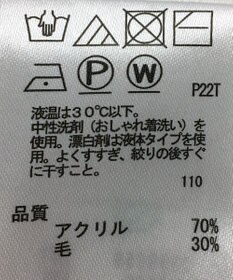 P W
P22T
液温は30℃以下。
中性洗剤(おしゃれ着洗い)を
使用。漂白剤は液体タイプを使
用。よくすすぎ、絞りの後すぐ
に干すこと。
110
品質
アクリル 70%
毛 30%